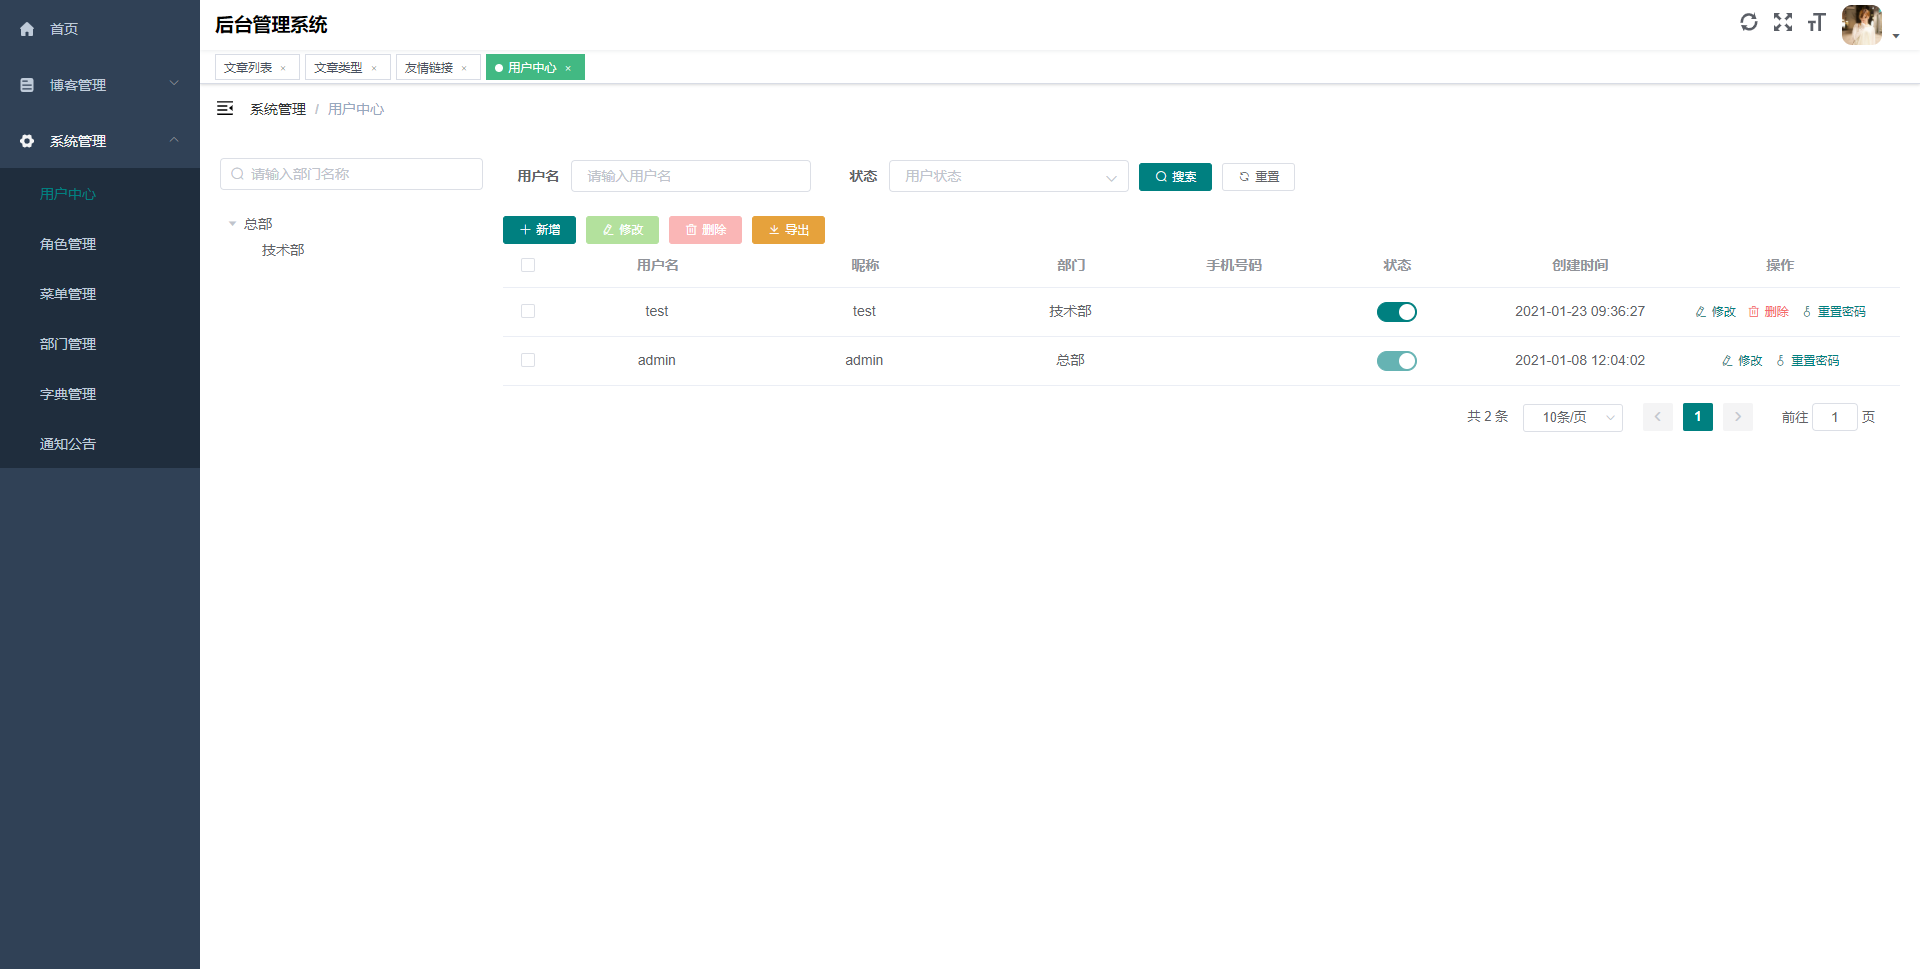 首页
博客管理
系统管理
用户中心
角色管理
菜单管理
部门管理
字典管理
通知公告
后台管理系统
文章列表 × 文章类型 × 友情链接 × 用户中心 ×
系统管理 / 用户中心
请输入部门名称
总部
技术部
用户名 请输入用户名 状态 用户状态 搜索 重置
新增 修改 删除 导出
用户名 昵称 部门 手机号码 状态 创建时间 操作
test test 技术部 2021-01-23 09:36:27 修改 删除 重置密码
admin admin 总部 2021-01-08 12:04:02 修改 重置密码
共 2 条 10条/页 1 前往 1 页